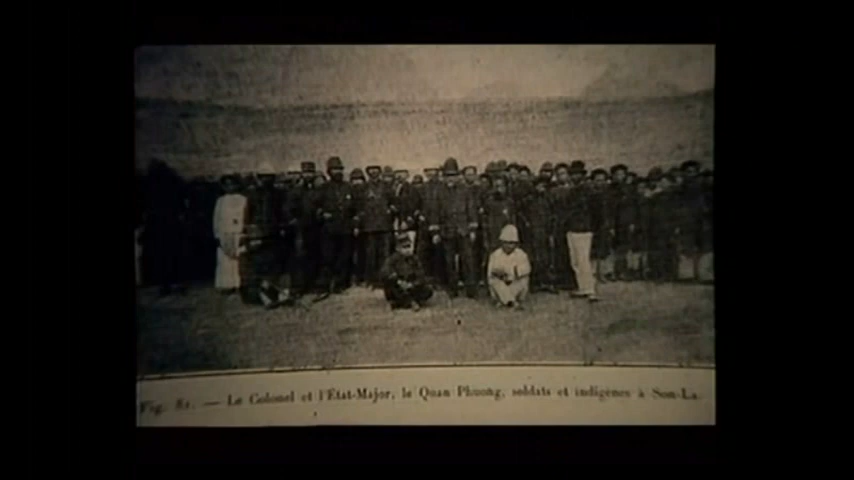 Fig. 81. — Le Colonel et l'État-Major, le Quan Phuong, soldats et indigènes à Son-La.